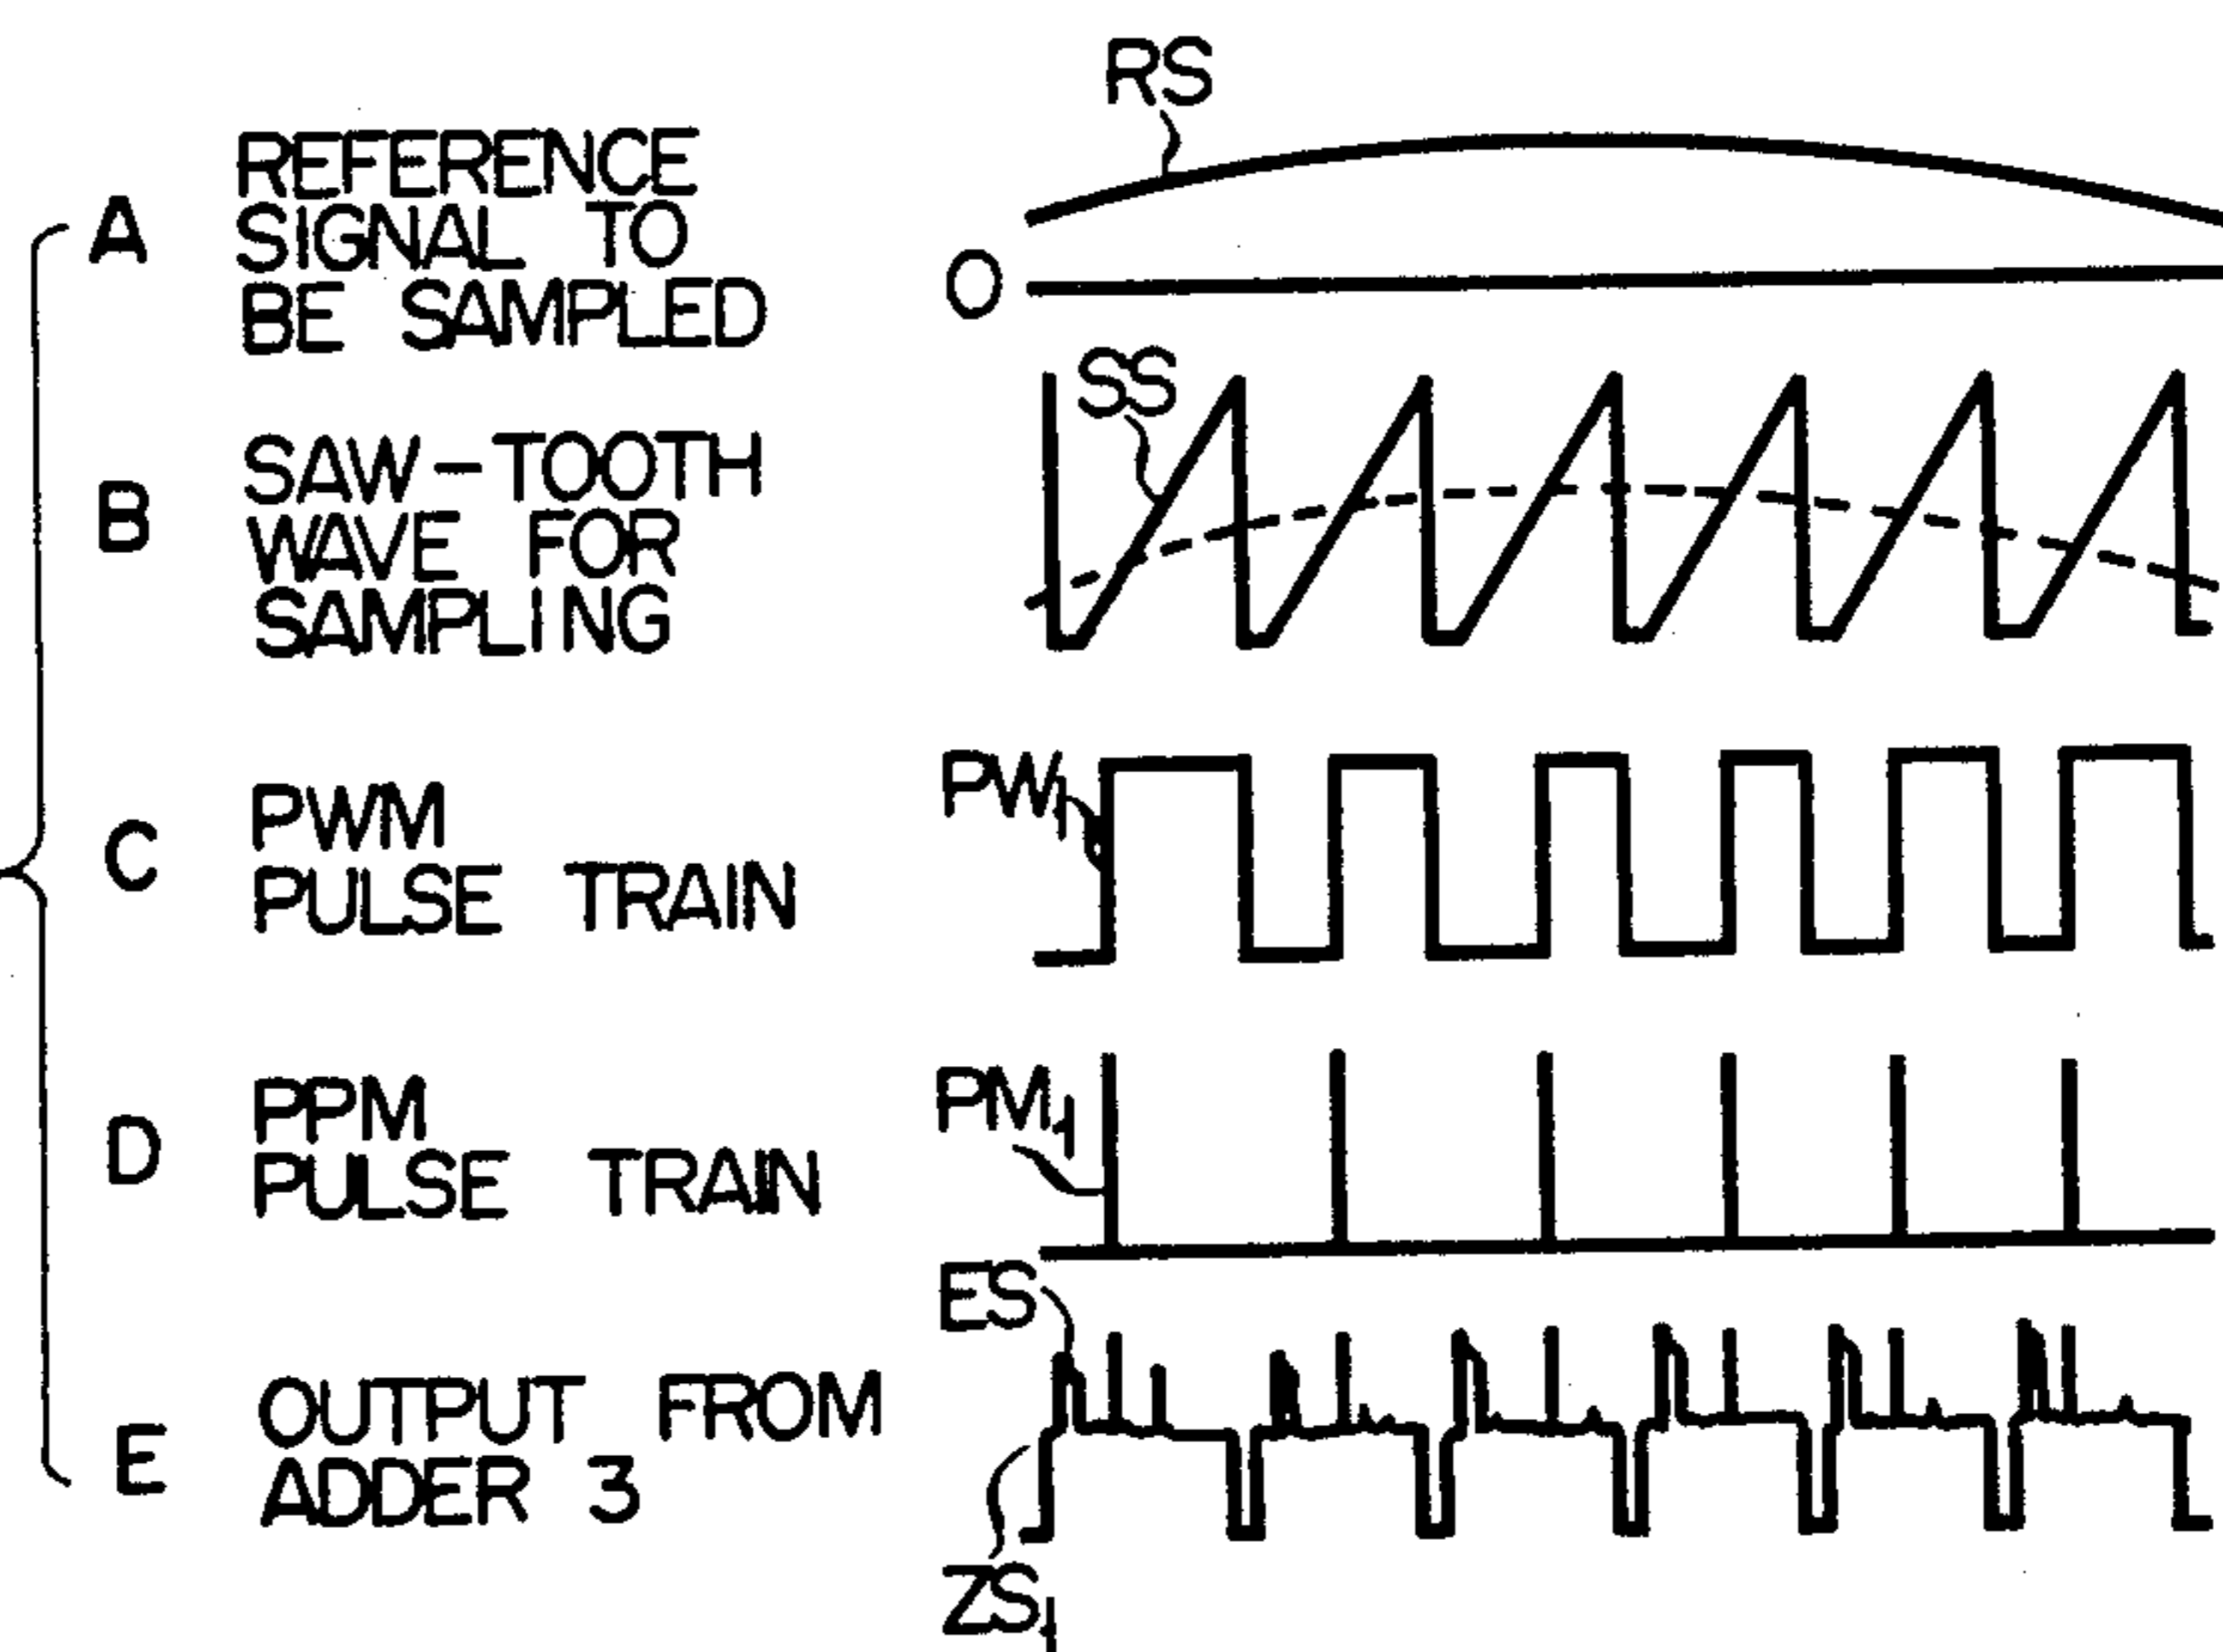 RS
A
REFERENCE
SIGNAL TO
BE SAMPLED
O
SS
B
SAW-TOOTH
WAVE FOR
SAMPLING
C
PWM
PULSE TRAIN
PW1
D
PPM
PULSE TRAIN
PM1
ES
E
OUTPUT FROM
ADDER 3
ZS1